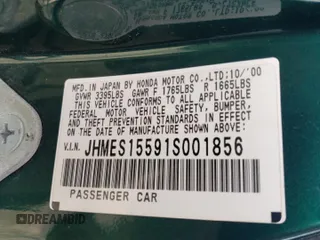 MFD. IN JAPAN BY HONDA MOTOR CO.,LTD;10/'00
GVWR 3395LBS GAWR F 1765LBS R 1665LBS
THIS VEHICLE CONFORMS TO ALL APPLICABLE
FEDERAL MOTOR VEHICLE SAFETY, BUMPER,
AND THEFT PREVENTION STANDARDS IN EFFECT ON
THE DATE OF MANUFACTURE SHOWN ABOVE.
V.I.N. JHMES15591S001856
PASSENGER CAR
DREAMBID